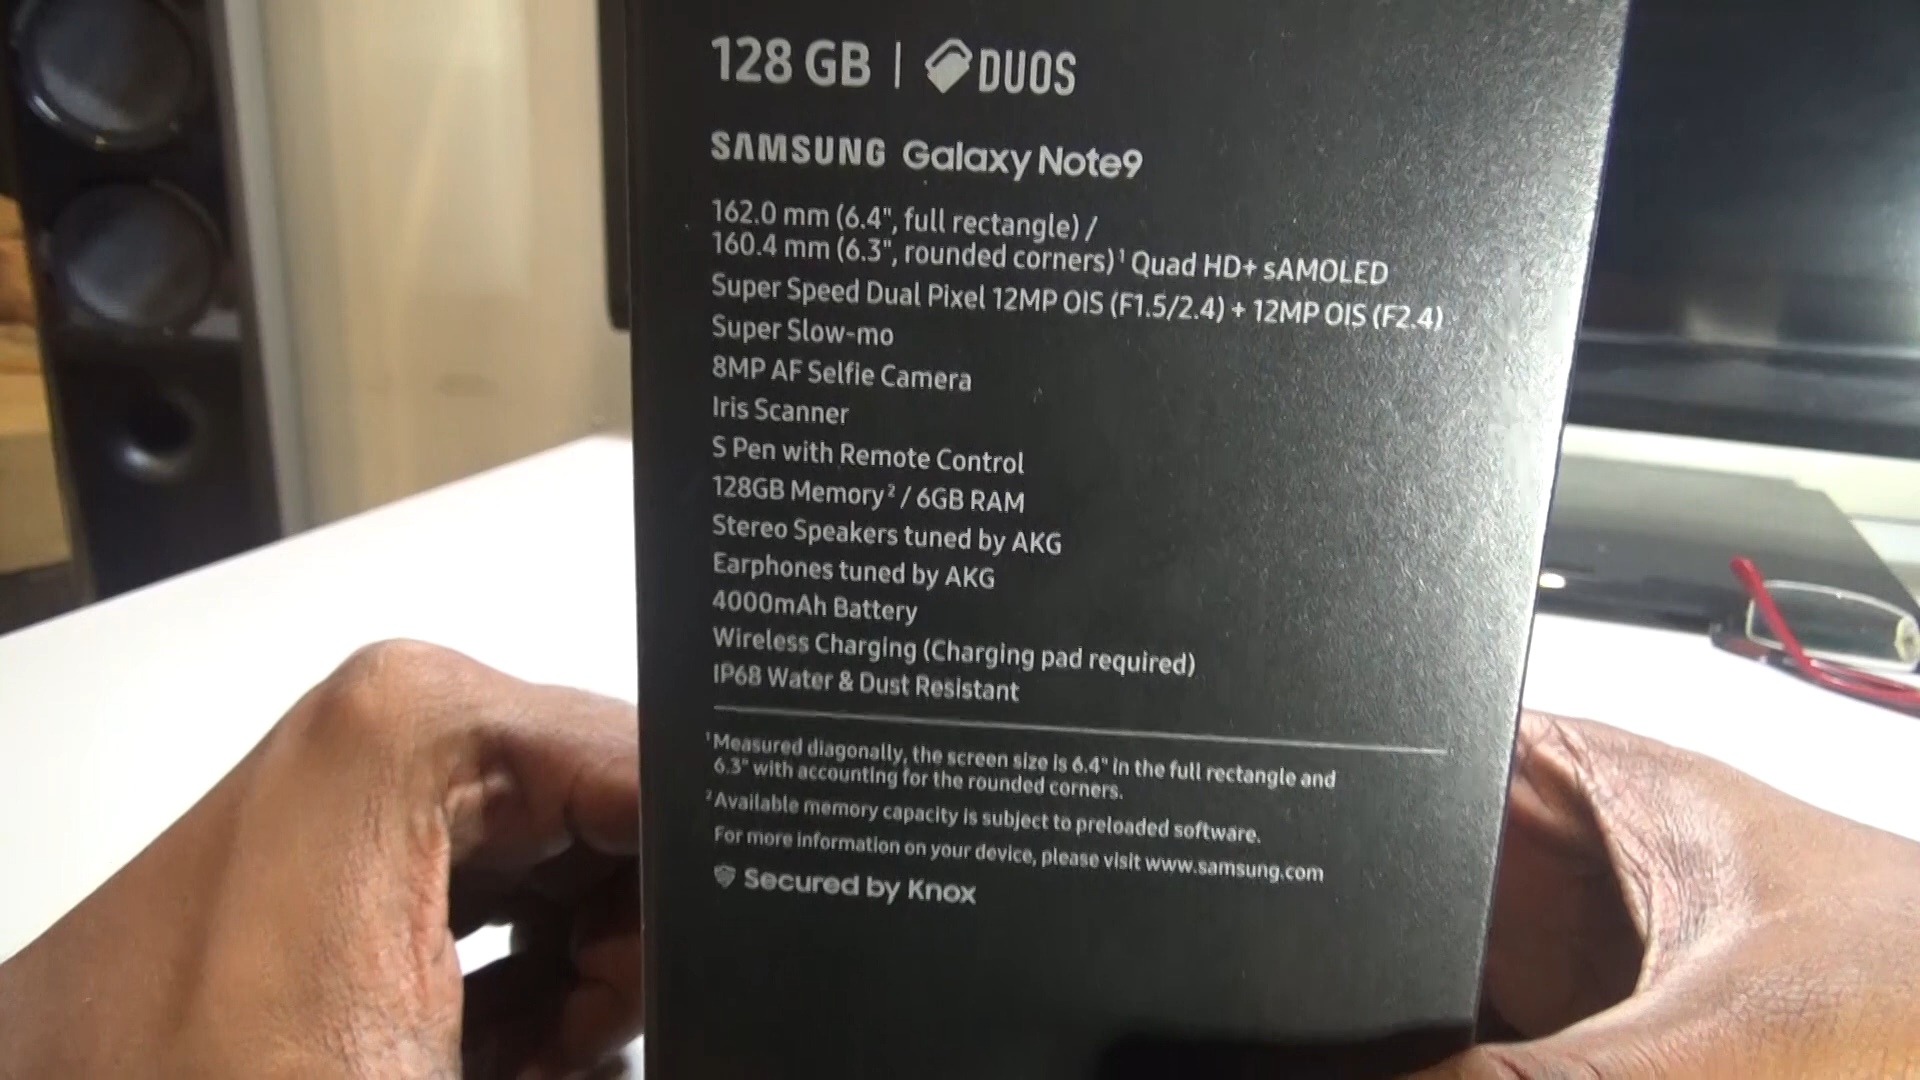 128 GB | DUOS
SAMSUNG Galaxy Note9
162.0 mm (6.4", full rectangle) /
160.4 mm (6.3", rounded corners)¹ Quad HD+ sAMOLED
Super Speed Dual Pixel 12MP OIS (F1.5/2.4) + 12MP OIS (F2.4)
Super Slow-mo
8MP AF Selfie Camera
Iris Scanner
S Pen with Remote Control
128GB Memory² / 6GB RAM
Stereo Speakers tuned by AKG
Earphones tuned by AKG
4000mAh Battery
Wireless Charging (Charging pad required)
IP68 Water & Dust Resistant
¹Measured diagonally, the screen size is 6.4" in the full rectangle and
6.3" with accounting for the rounded corners.
²Available memory capacity is subject to preloaded software.
For more information on your device, please visit www.samsung.com
Secured by Knox